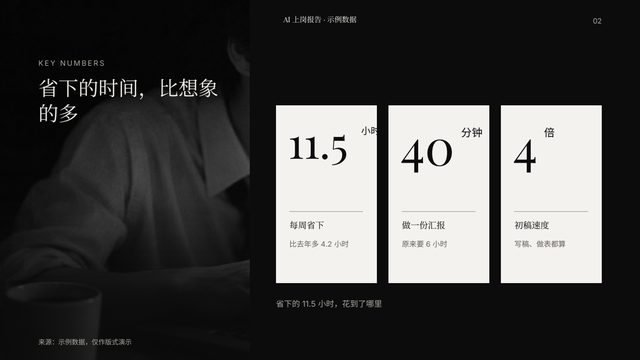 AI 上岗报告 · 示例数据
02
KEY NUMBERS
省下的时间，比想象
的多
11.5 小时
每周省下
比去年多 4.2 小时
40 分钟
做一份汇报
原来要 6 小时
4 倍
初稿速度
写稿、做表都算
省下的 11.5 小时，花到了哪里
来源：示例数据，仅作版式演示